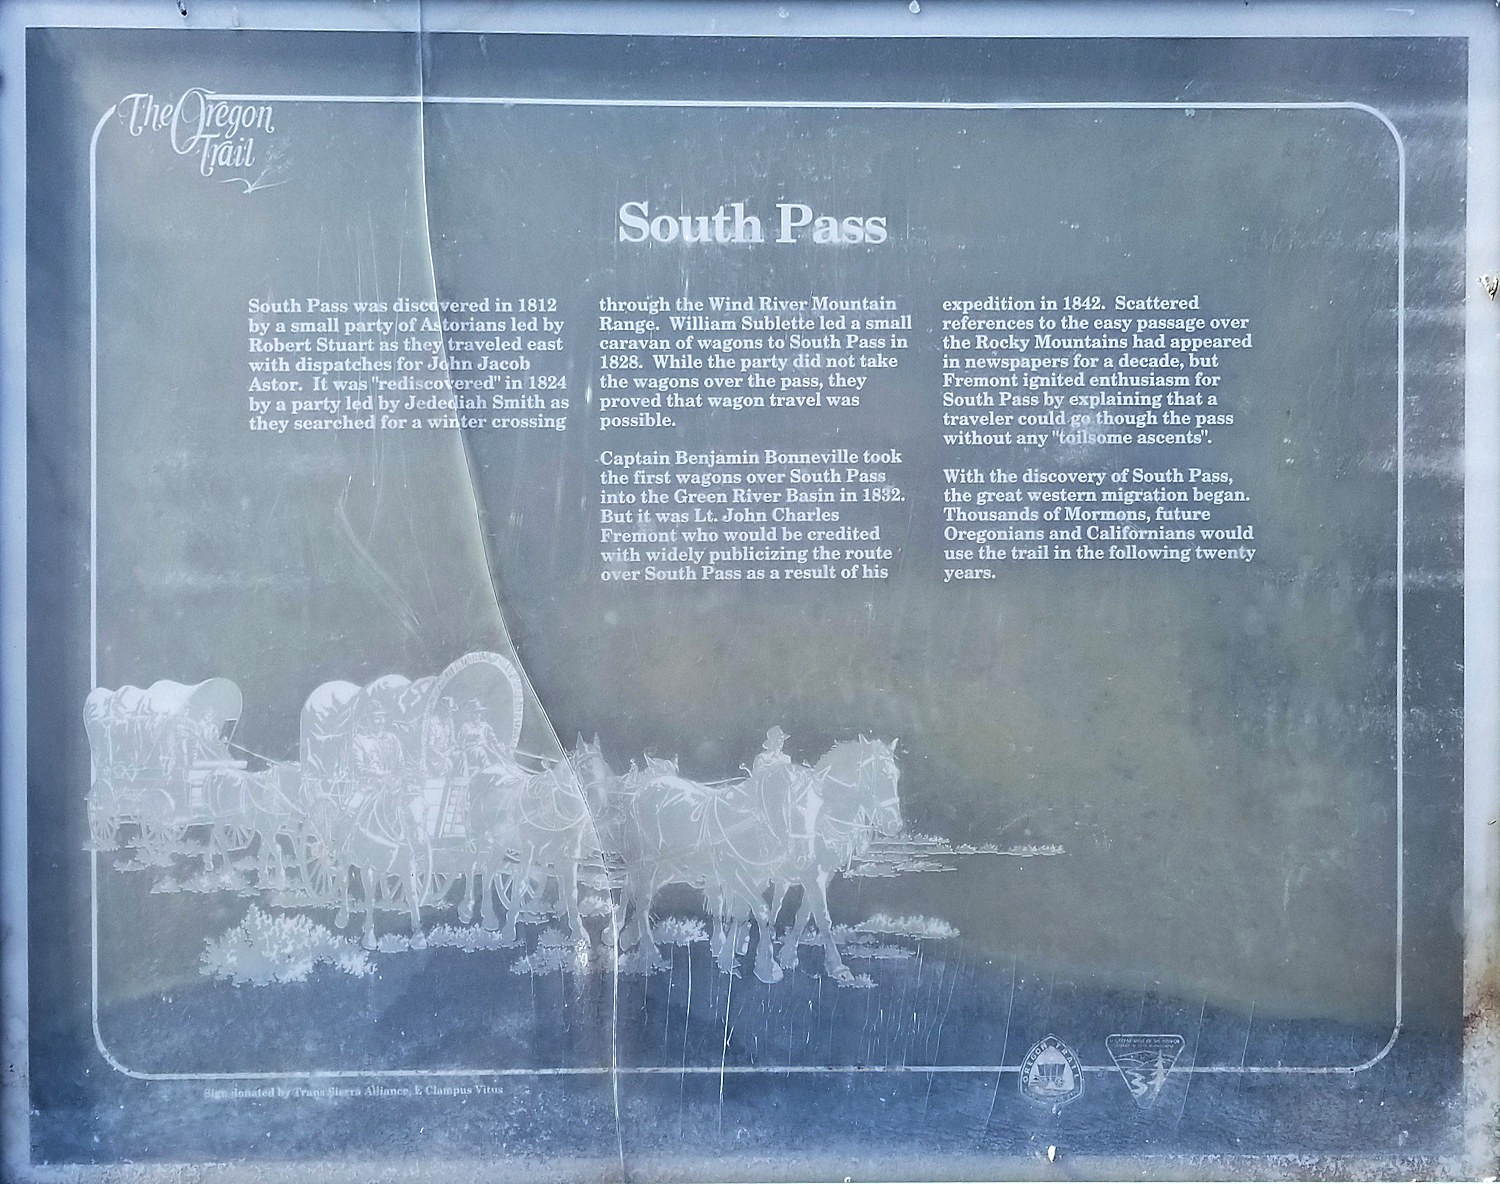 The Oregon
Trail
South Pass
South Pass was discovered in 1812
by a small party of Astorians led by
Robert Stuart as they traveled east
with dispatches for John Jacob
Astor.  It was "rediscovered" in 1824
by a party led by Jedediah Smith as
they searched for a winter crossing
through the Wind River Mountain
Range.  William Sublette led a small
caravan of wagons to South Pass in
1828.  While the party did not take
the wagons over the pass, they
proved that wagon travel was
possible.
Captain Benjamin Bonneville took
the first wagons over South Pass
into the Green River Basin in 1832.
But it was Lt. John Charles
Fremont who would be credited
with widely publicizing the route
over South Pass as a result of his
expedition in 1842.  Scattered
references to the easy passage over
the Rocky Mountains had appeared
in newspapers for a decade, but
Fremont ignited enthusiasm for
South Pass by explaining that a
traveler could go though the pass
without any "toilsome ascents".
With the discovery of South Pass,
the great western migration began.
Thousands of Mormons, future
Oregonians and Californians would
use the trail in the following twenty
years.
Sign donated by Trans Sierra Alliance, E Clampus Vitus
OREGON TRAIL